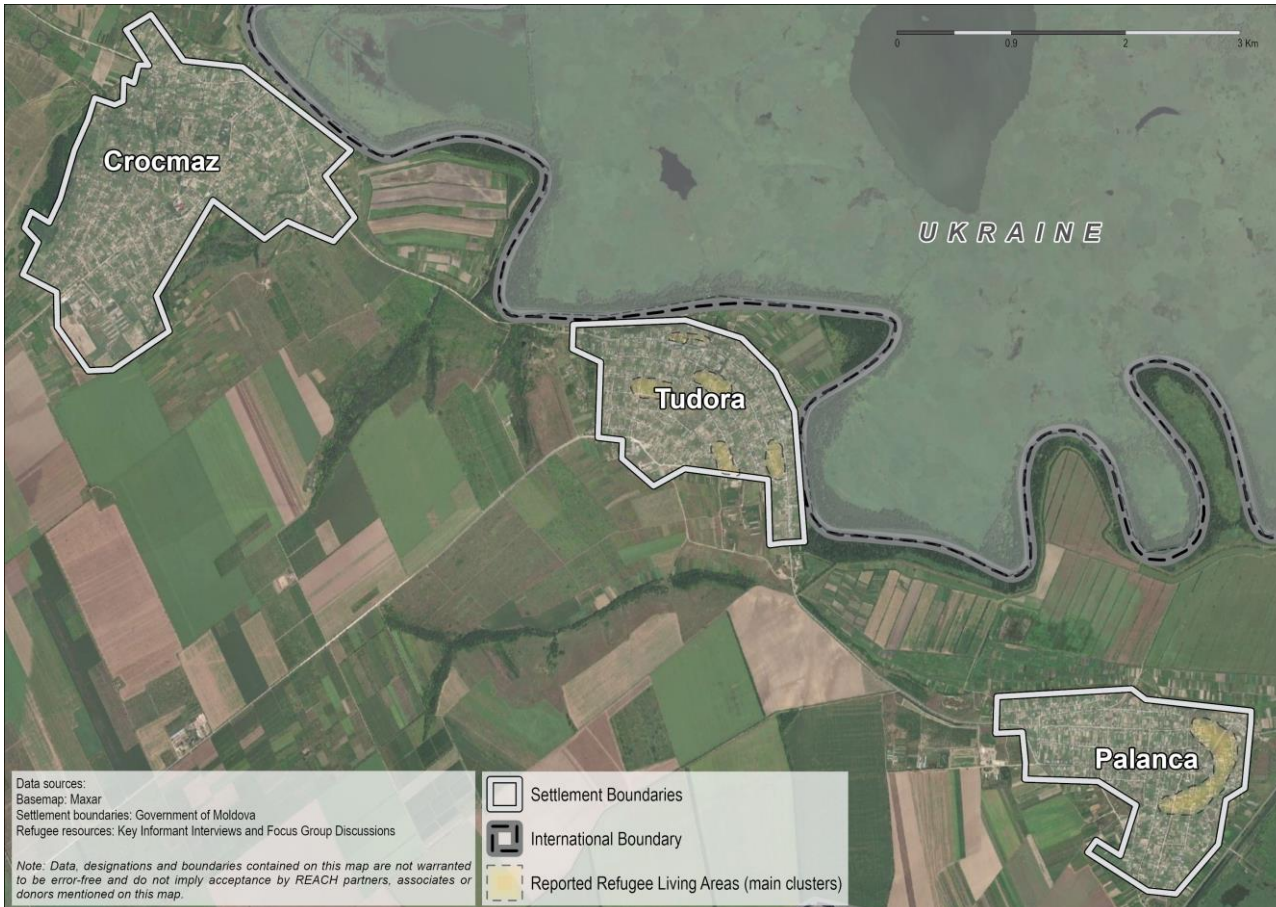 0 0.9 2 3 Km
Crocmaz
UKRAINE
Tudora
Palanca
Data sources:
Basemap: Maxar
Settlement boundaries: Government of Moldova
Refugee resources: Key Informant Interviews and Focus Group Discussions
Note: Data, designations and boundaries contained on this map are not warranted
to be error-free and do not imply acceptance by REACH partners, associates or
donors mentioned on this map.
Settlement Boundaries
International Boundary
Reported Refugee Living Areas (main clusters)